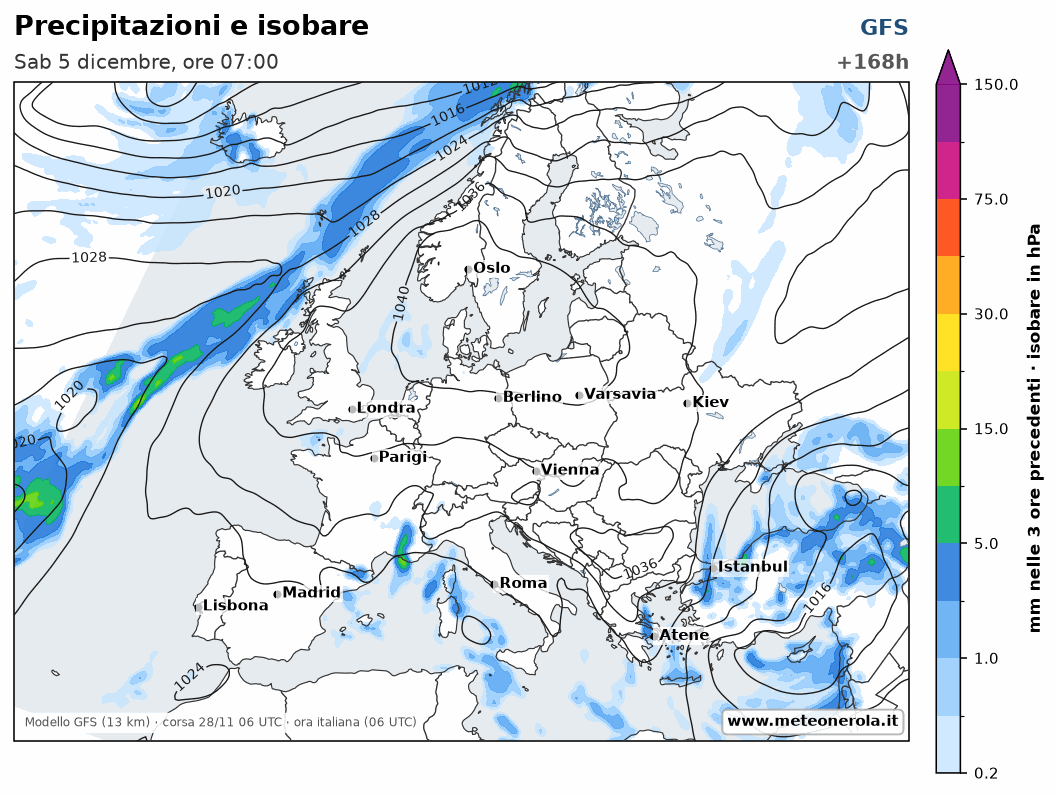 Precipitazioni e isobare
GFS
Sab 5 dicembre, ore 07:00
+168h
1016
1024
1020
1036
1028
1028
Oslo
1040
1020
Londra
Berlino
Varsavia
Kiev
Parigi
Vienna
Istanbul
1036
Roma
Madrid
Lisbona
1016
Atene
1024
Modello GFS (13 km) · corsa 28/11 06 UTC · ora italiana (06 UTC)
www.meteonerola.it
150.0
75.0
30.0
15.0
5.0
1.0
0.2
mm nelle 3 ore precedenti · isobare in hPa